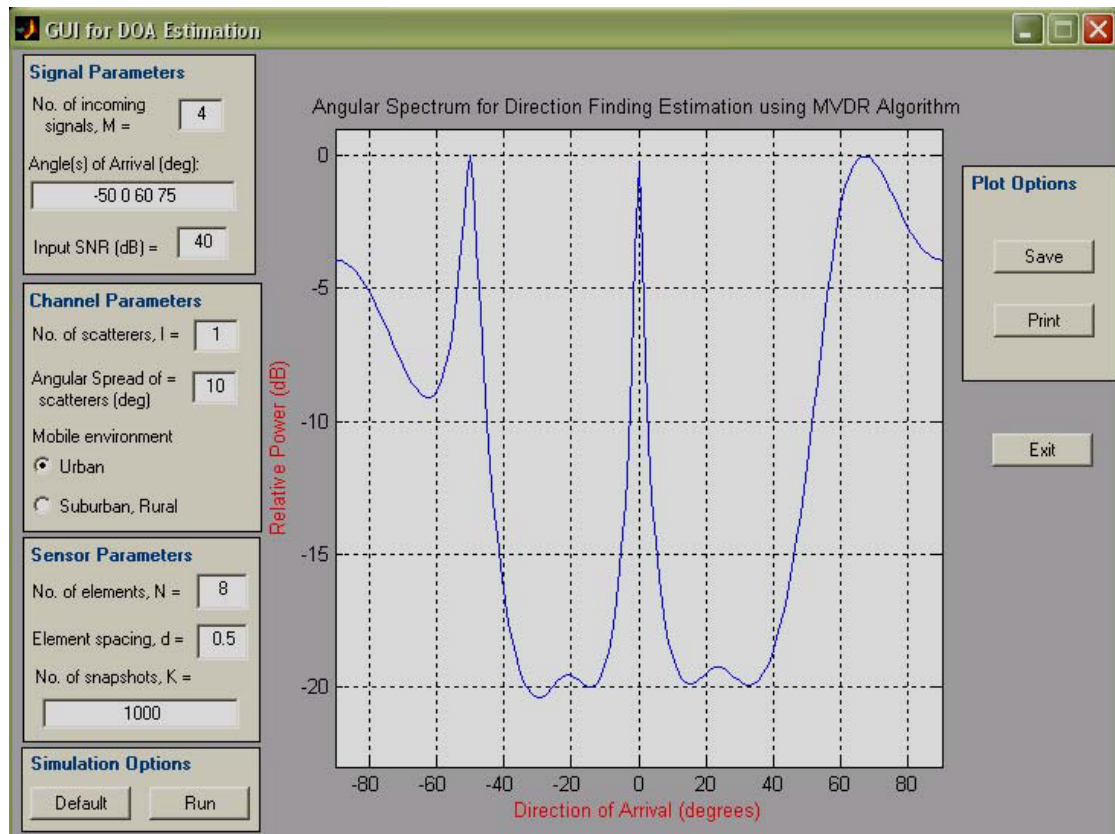 GUI for DOA Estimation
Signal Parameters
No. of incoming
signals, M =
4
Angle(s) of Arrival (deg):
-50 0 60 75
Input SNR (dB) =
40
Channel Parameters
No. of scatterers, I =
1
Angular Spread of =
scatterers (deg)
10
Mobile environment
Urban
Suburban, Rural
Sensor Parameters
No. of elements, N =
8
Element spacing, d =
0.5
No. of snapshots, K =
1000
Simulation Options
Default
Run
Angular Spectrum for Direction Finding Estimation using MVDR Algorithm
Relative Power (dB)
0
-5
-10
-15
-20
-80 -60 -40 -20 0 20 40 60 80
Direction of Arrival (degrees)
Plot Options
Save
Print
Exit